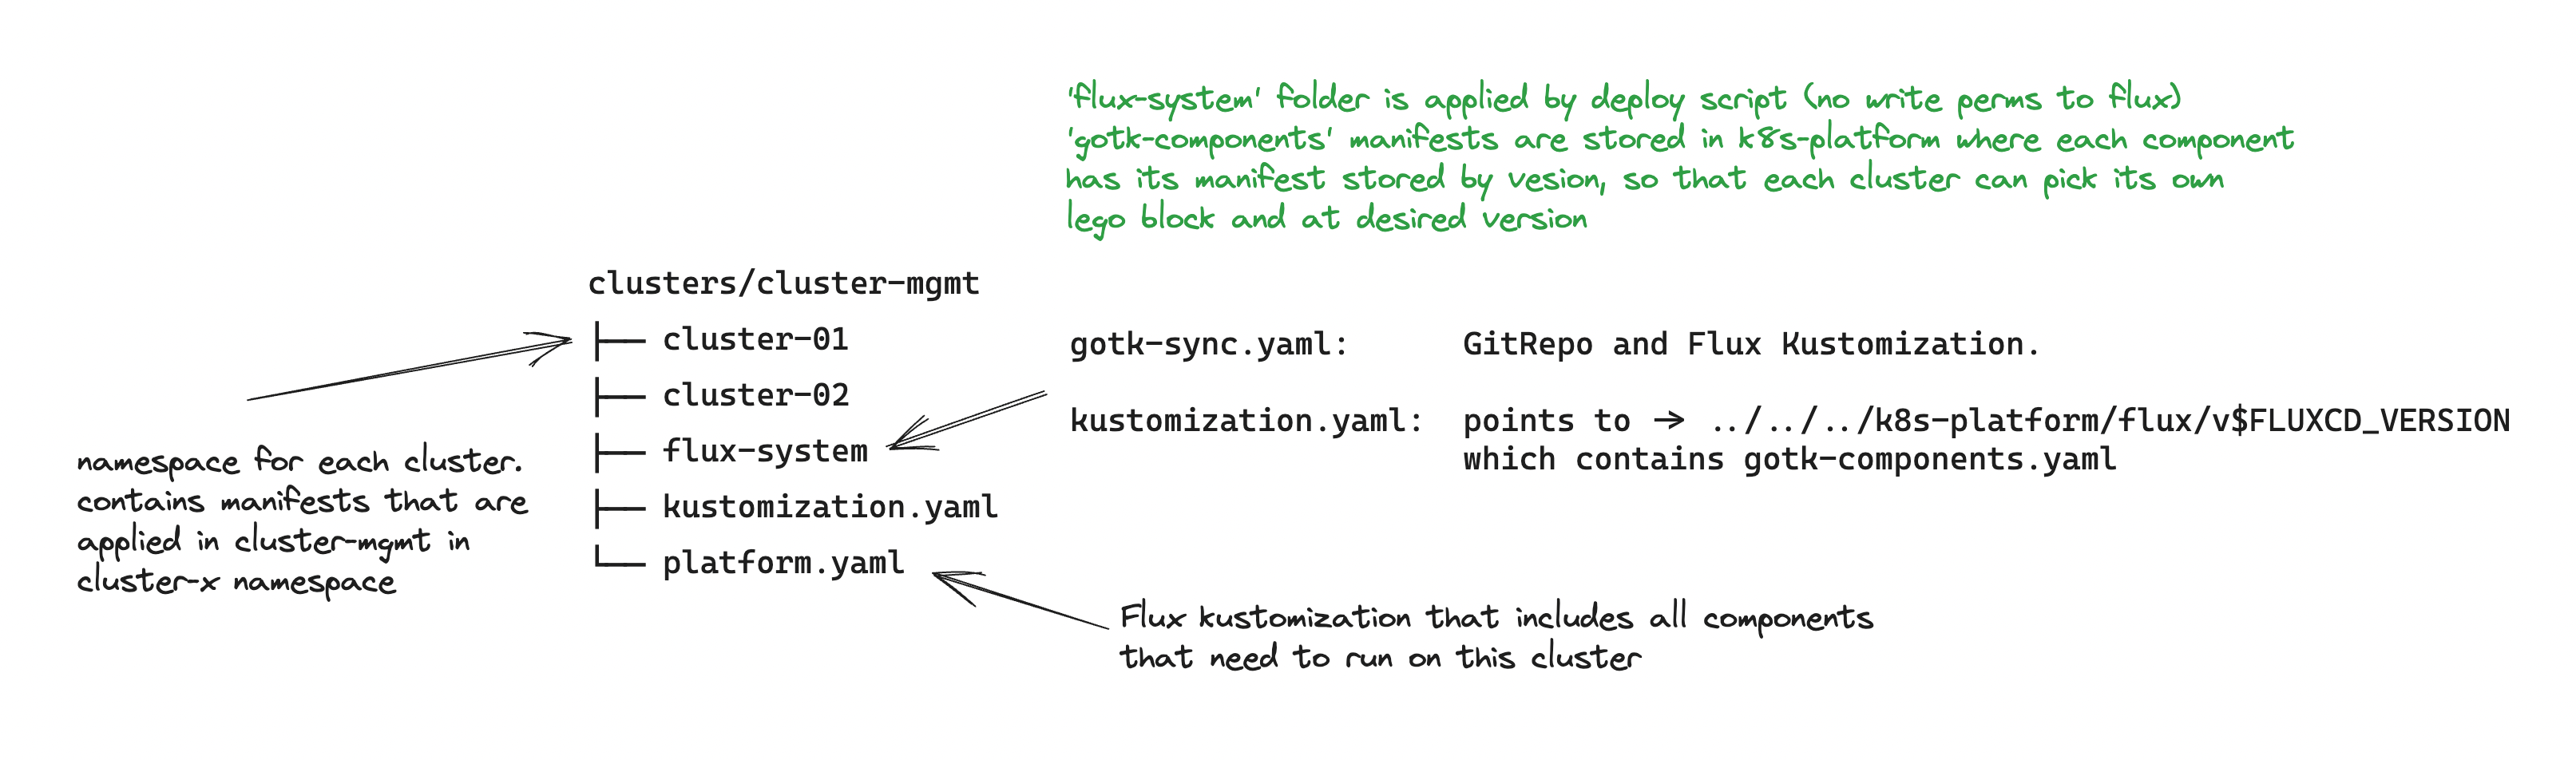 'flux-system' folder is applied by deploy script (no write perms to flux)
'gotk-components' manifests are stored in k8s-platform where each component
has its manifest stored by vesion, so that each cluster can pick its own
lego block and at desired version
clusters/cluster-mgmt
├── cluster-01
├── cluster-02
├── flux-system
├── kustomization.yaml
└── platform.yaml
namespace for each cluster.
contains manifests that are
applied in cluster-mgmt in
cluster-x namespace
gotk-sync.yaml: GitRepo and Flux Kustomization.
kustomization.yaml: points to → ../../../k8s-platform/flux/v$FLUXCD_VERSION
which contains gotk-components.yaml
Flux kustomization that includes all components
that need to run on this cluster